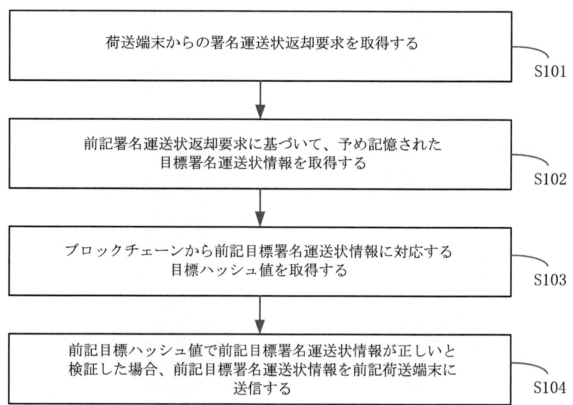 荷送端末からの署名運送状返却要求を取得する
S101
前記署名運送状返却要求に基づいて、予め記憶された
目標署名運送状情報を取得する
S102
ブロックチェーンから前記目標署名運送状情報に対応する
目標ハッシュ値を取得する
S103
前記目標ハッシュ値で前記目標署名運送状情報が正しいと
検証した場合、前記目標署名運送状情報を前記荷送端末に
送信する
S104